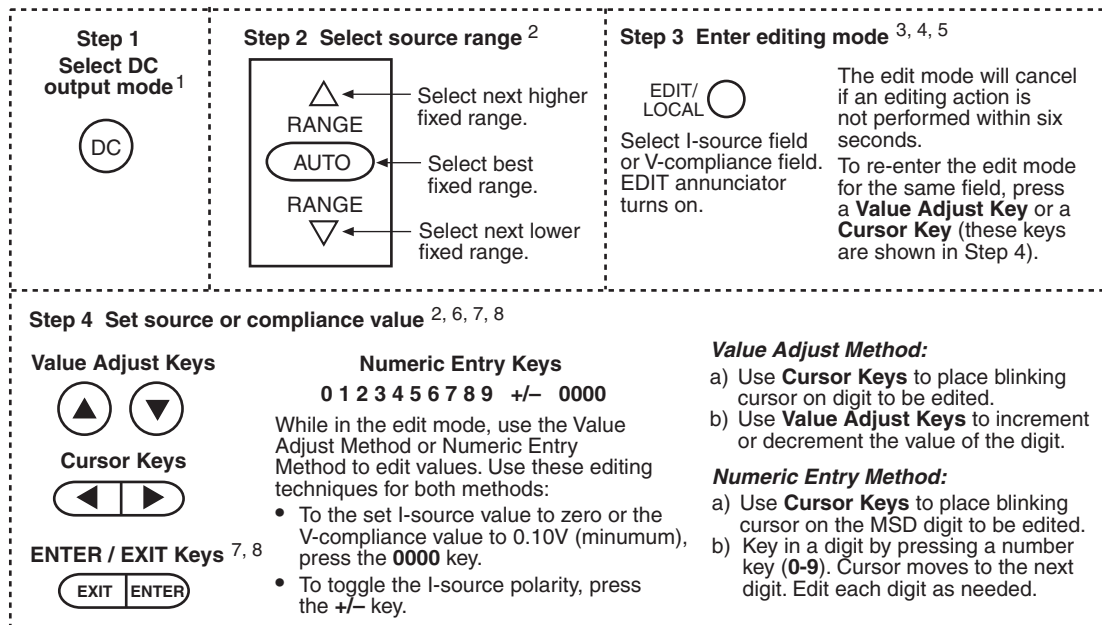 Step 1
Select DC
output mode 1
DC
Step 2 Select source range 2
Select next higher
fixed range.
RANGE
AUTO
Select best
fixed range.
RANGE
Select next lower
fixed range.
Step 3 Enter editing mode 3, 4, 5
EDIT/
LOCAL
Select I-source field
or V-compliance field.
EDIT annunciator
turns on.
The edit mode will cancel
if an editing action is
not performed within six
seconds.
To re-enter the edit mode
for the same field, press
a Value Adjust Key or a
Cursor Key (these keys
are shown in Step 4).
Step 4 Set source or compliance value 2, 6, 7, 8
Value Adjust Keys
Cursor Keys
ENTER / EXIT Keys 7, 8
EXIT ENTER
Numeric Entry Keys
0 1 2 3 4 5 6 7 8 9 +/– 0000
While in the edit mode, use the Value
Adjust Method or Numeric Entry
Method to edit values. Use these editing
techniques for both methods:
• To the set I-source value to zero or the
V-compliance value to 0.10V (minumum),
press the 0000 key.
• To toggle the I-source polarity, press
the +/– key.
Value Adjust Method:
a) Use Cursor Keys to place blinking
cursor on digit to be edited.
b) Use Value Adjust Keys to increment
or decrement the value of the digit.
Numeric Entry Method:
a) Use Cursor Keys to place blinking
cursor on the MSD digit to be edited.
b) Key in a digit by pressing a number
key (0-9). Cursor moves to the next
digit. Edit each digit as needed.